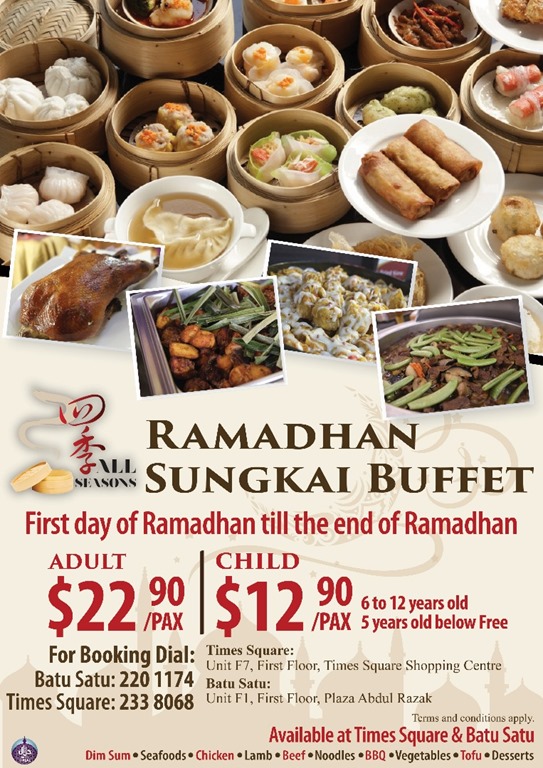 四季
ALL
SEASONS
RAMADHAN
SUNGKAI BUFFET
First day of Ramadhan till the end of Ramadhan
ADULT
$22.90 /PAX
CHILD
$12.90 /PAX
6 to 12 years old
5 years old below Free
For Booking Dial:
Batu Satu: 220 1174
Times Square: 233 8068
Times Square:
Unit F7, First Floor, Times Square Shopping Centre
Batu Satu:
Unit F1, First Floor, Plaza Abdul Razak
Terms and conditions apply.
Available at Times Square & Batu Satu
Dim Sum • Seafoods • Chicken • Lamb • Beef • Noodles • BBQ • Vegetables • Tofu • Desserts
حلال